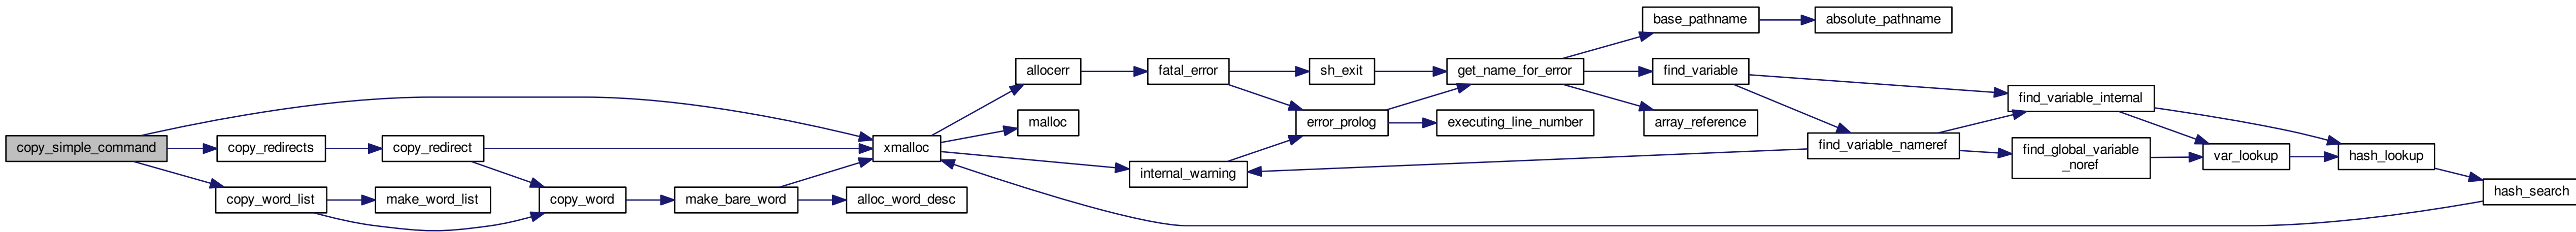 base_pathname
absolute_pathname
allocerr
fatal_error
sh_exit
get_name_for_error
find_variable
find_variable_internal
malloc
error_prolog
executing_line_number
array_reference
copy_simple_command
copy_redirects
copy_redirect
xmalloc
find_variable_nameref
find_global_variable
_noref
var_lookup
hash_lookup
internal_warning
hash_search
copy_word_list
make_word_list
copy_word
make_bare_word
alloc_word_desc